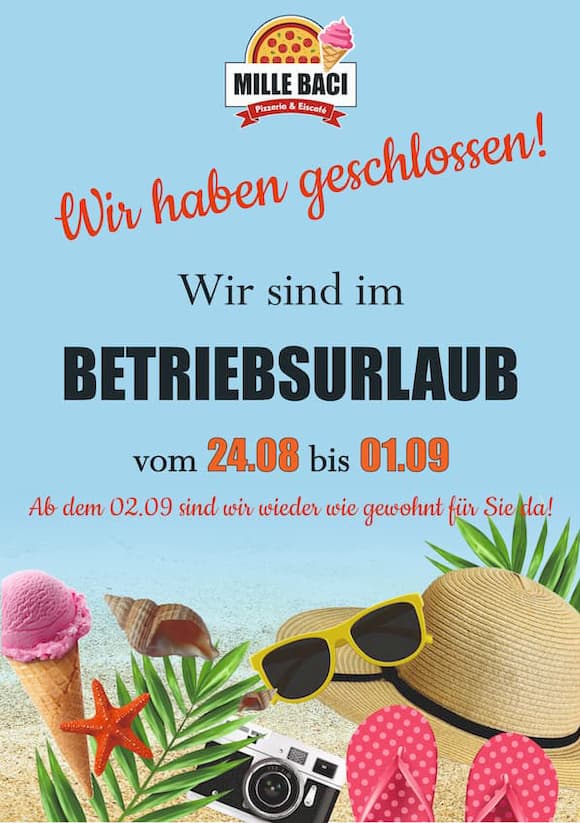 MILLE BACI
Pizzeria & Eiscafé
Wir haben geschlossen!
Wir sind im
BETRIEBSURLAUB
vom 24.08 bis 01.09
Ab dem 02.09 sind wir wieder wie gewohnt für Sie da!